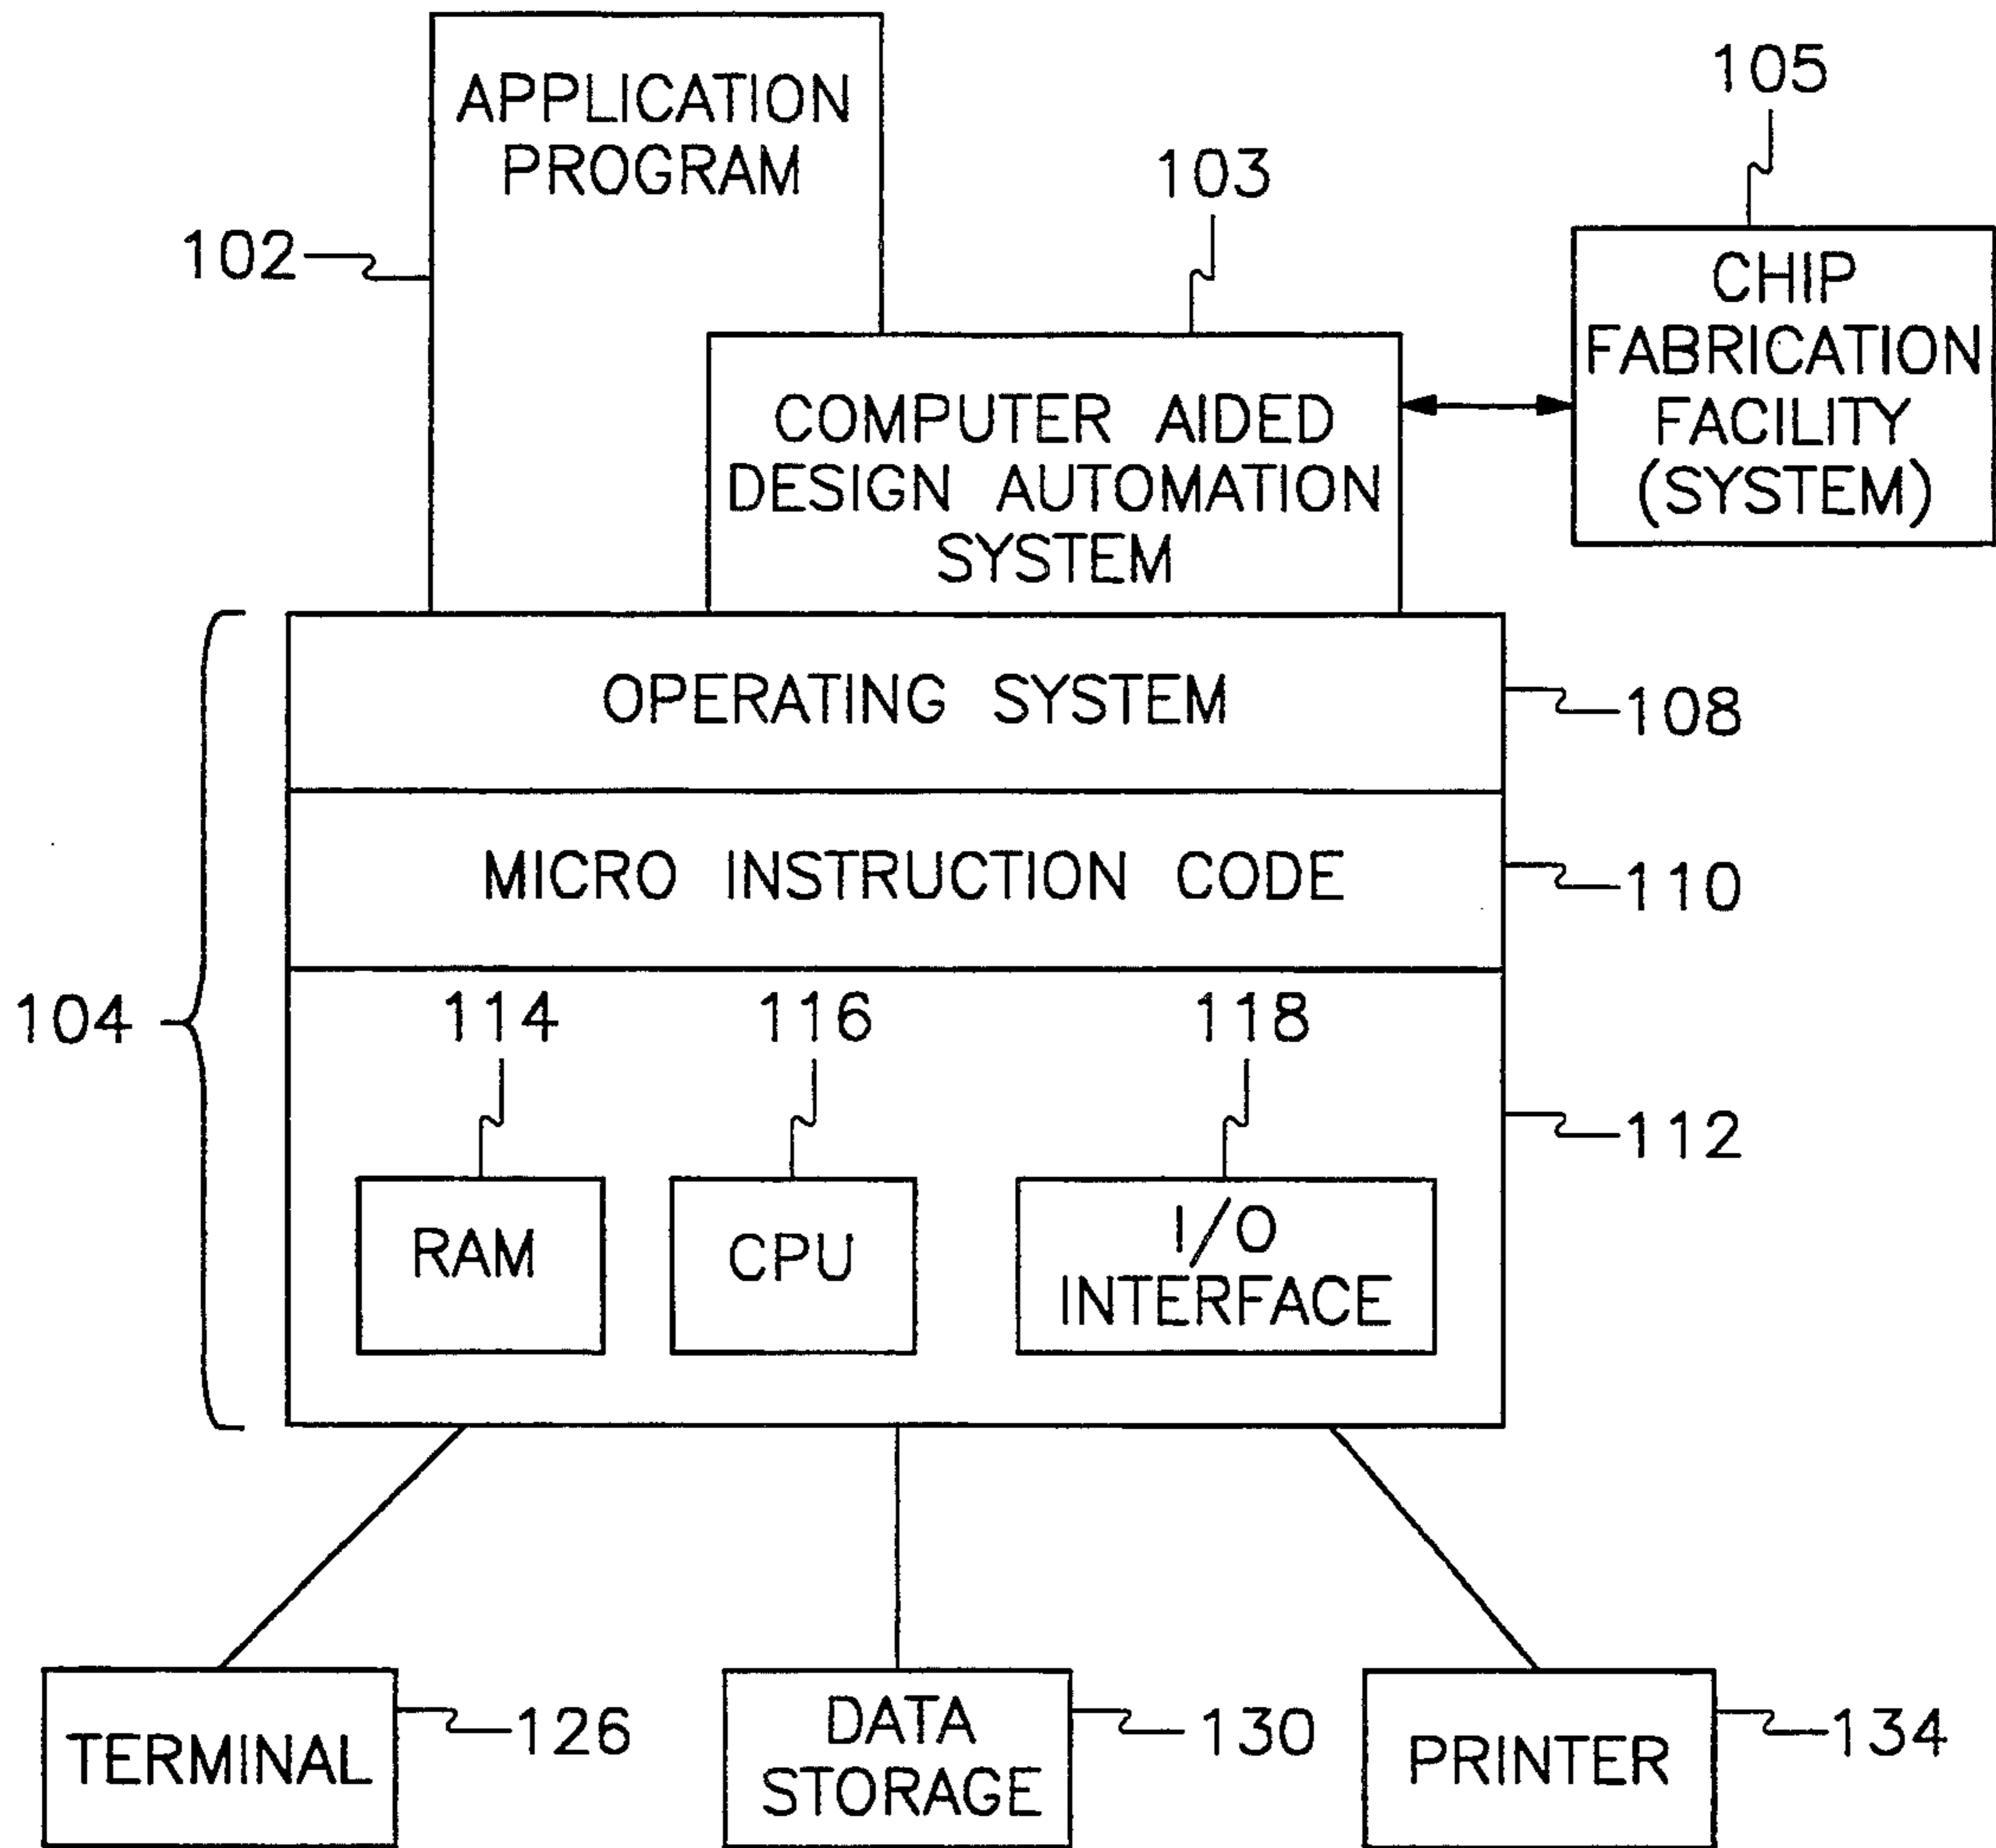 APPLICATION
PROGRAM
105
103
102
CHIP
FABRICATION
FACILITY
(SYSTEM)
COMPUTER AIDED
DESIGN AUTOMATION
SYSTEM
OPERATING SYSTEM
108
MICRO INSTRUCTION CODE
110
104
114
116
118
112
RAM
CPU
I/O
INTERFACE
TERMINAL
126
DATA
STORAGE
130
PRINTER
134